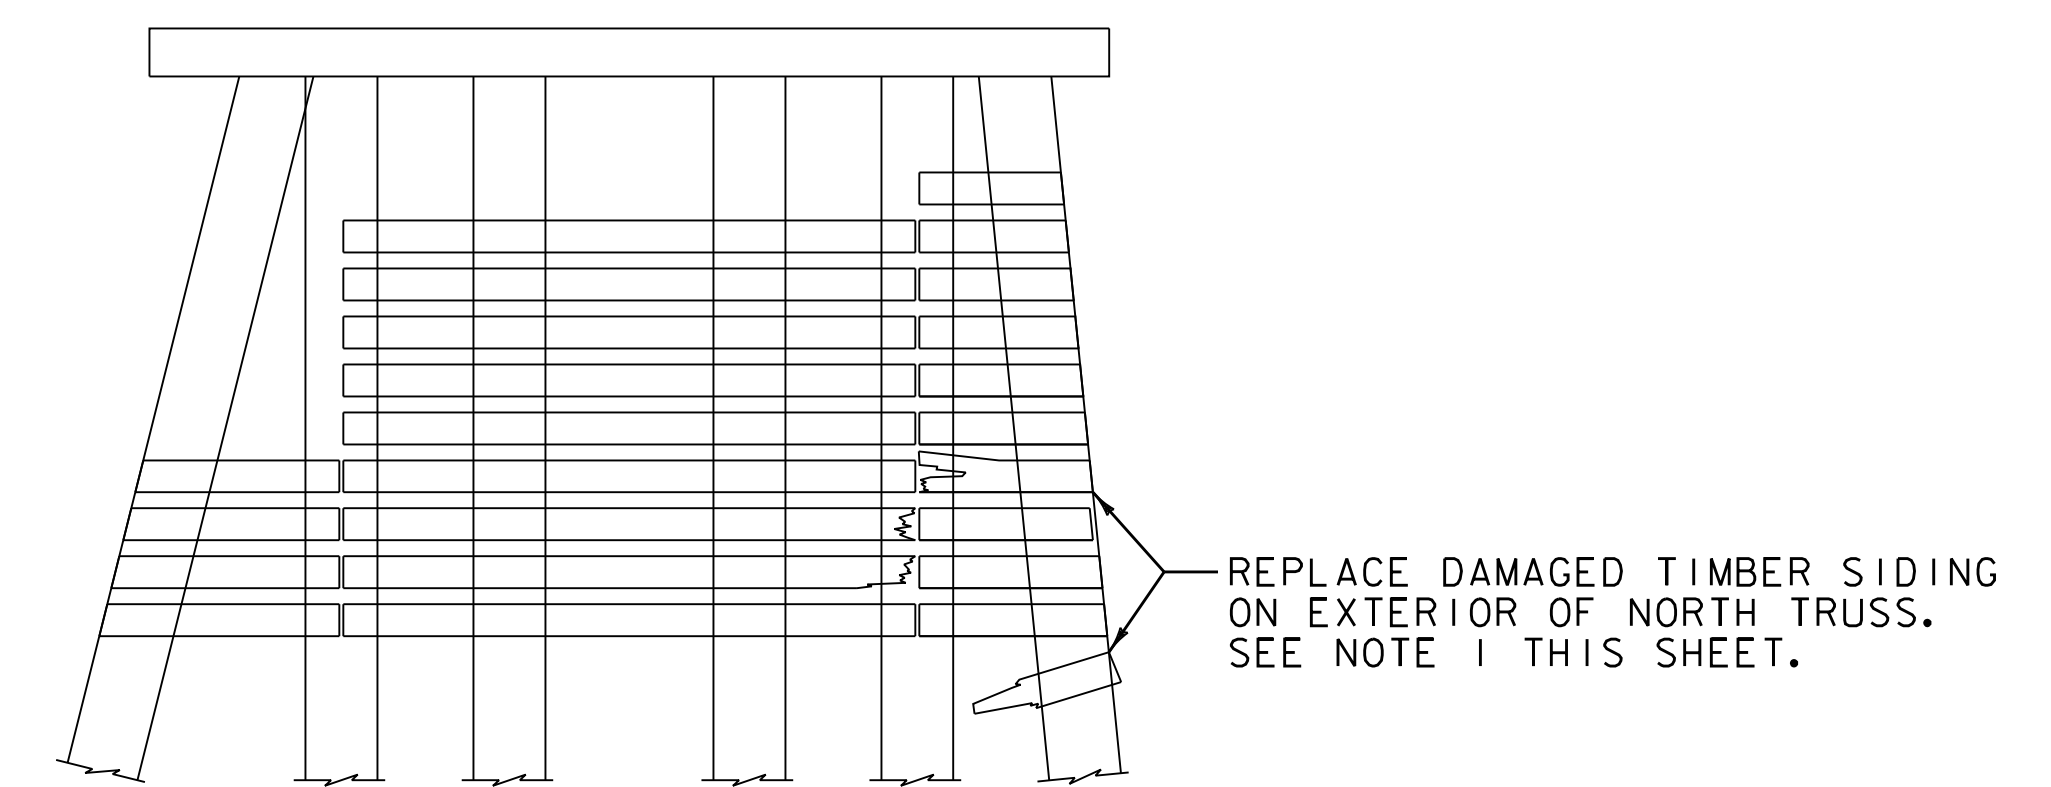 REPLACE DAMAGED TIMBER SIDING
ON EXTERIOR OF NORTH TRUSS.
SEE NOTE 1 THIS SHEET.